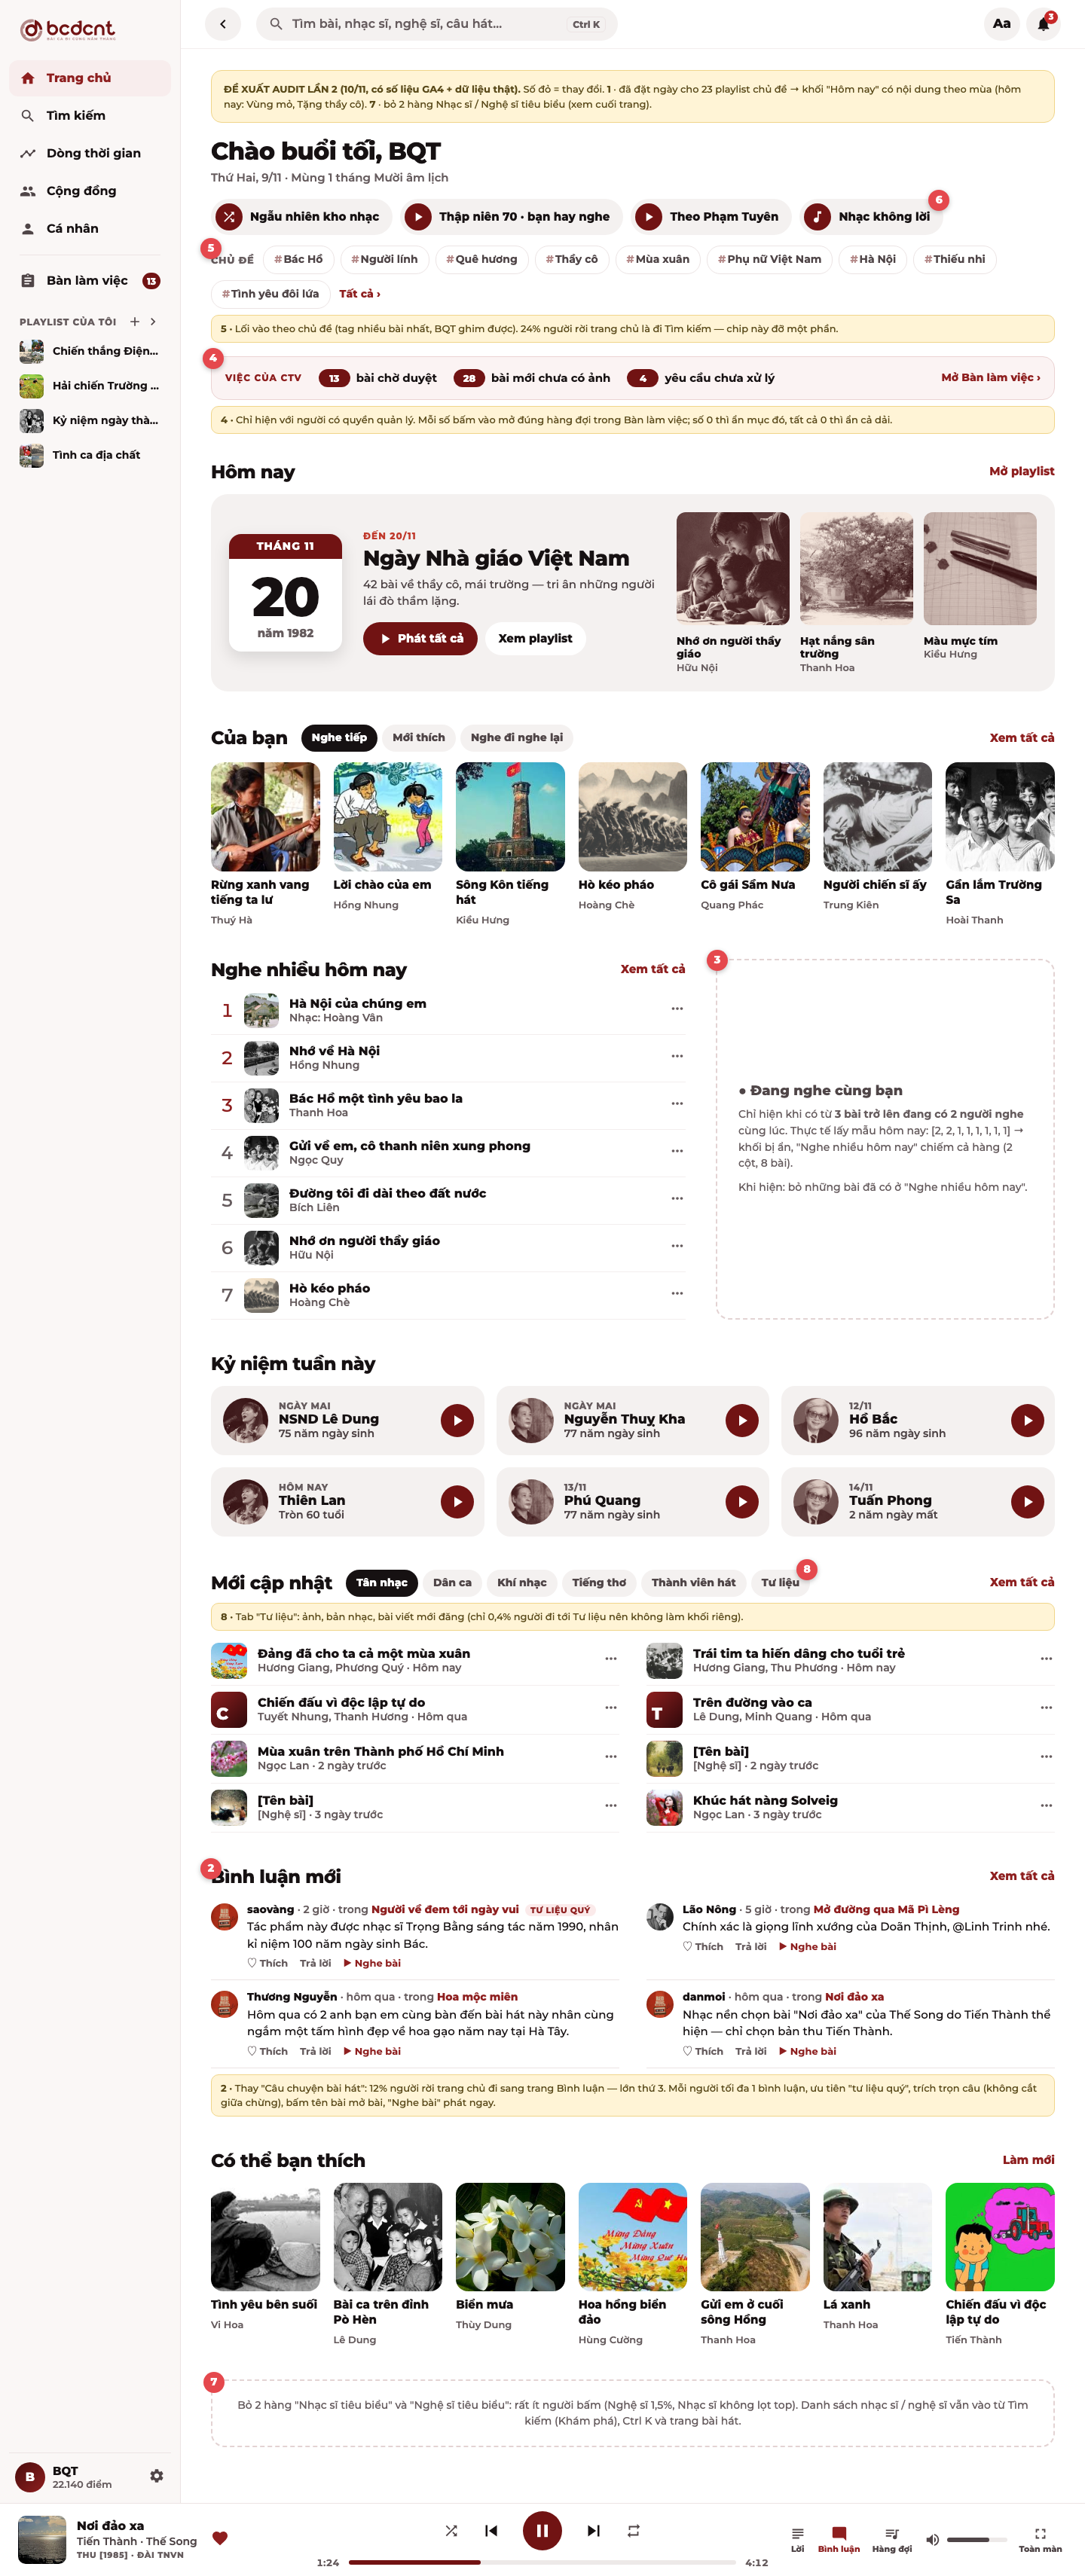 bcdcnt
BÀI CA ĐI CÙNG NĂM THÁNG
Trang chủ
Tìm kiếm
Dòng thời gian
Cộng đồng
Cá nhân
Bàn làm việc 13
PLAYLIST CỦA TÔI
Chiến thắng Điện...
Hải chiến Trường ...
Kỷ niệm ngày thà...
Tình ca địa chất
Tìm bài, nhạc sĩ, nghệ sĩ, câu hát... Ctrl K
Aa
3
ĐỀ XUẤT AUDIT LẦN 2 (10/11, có số liệu GA4 + dữ liệu thật). Số đỏ = thay đổi. 1 · đã đặt ngày cho 23 playlist chủ đề → khối "Hôm nay" có nội dung theo mùa (hôm
nay: Vùng mỏ, Tặng thầy cô). 7 · bỏ 2 hàng Nhạc sĩ / Nghệ sĩ tiêu biểu (xem cuối trang).
Chào buổi tối, BQT
Thứ Hai, 9/11 · Mùng 1 tháng Mười âm lịch
Ngẫu nhiên kho nhạc
Thập niên 70 · bạn hay nghe
Theo Phạm Tuyên
Nhạc không lời
6
5
CHỦ ĐỀ
#Bác Hồ
#Người lính
#Quê hương
#Thầy cô
#Mùa xuân
#Phụ nữ Việt Nam
#Hà Nội
#Thiếu nhi
#Tình yêu đôi lứa
Tất cả ›
5 · Lối vào theo chủ đề (tag nhiều bài nhất, BQT ghim được). 24% người rời trang chủ là đi Tìm kiếm — chip này đỡ một phần.
4
VIỆC CỦA CTV
13 bài chờ duyệt
28 bài mới chưa có ảnh
4 yêu cầu chưa xử lý
Mở Bàn làm việc ›
4 · Chỉ hiện với người có quyền quản lý. Mỗi số bấm vào mở đúng hàng đợi trong Bàn làm việc; số 0 thì ẩn mục đó, tất cả 0 thì ẩn cả dải.
Hôm nay
Mở playlist
THÁNG 11
20
năm 1982
ĐẾN 20/11
Ngày Nhà giáo Việt Nam
42 bài về thầy cô, mái trường — tri ân những người
lái đò thầm lặng.
Phát tất cả
Xem playlist
Nhớ ơn người thầy
giáo
Hữu Nội
Hạt nắng sân
trường
Thanh Hoa
Màu mực tím
Kiều Hưng
Của bạn
Nghe tiếp
Mới thích
Nghe đi nghe lại
Xem tất cả
Rừng xanh vang
tiếng ta lư
Thuý Hà
Lời chào của em
Hồng Nhung
Sông Kôn tiếng
hát
Kiều Hưng
Hò kéo pháo
Hoàng Chè
Cô gái Sầm Nưa
Quang Phác
Người chiến sĩ ấy
Trung Kiên
Gần lắm Trường
Sa
Hoài Thanh
Nghe nhiều hôm nay
Xem tất cả
1
Hà Nội của chúng em
Nhạc: Hoàng Vân
2
Nhớ về Hà Nội
Hồng Nhung
3
Bác Hồ một tình yêu bao la
Thanh Hoa
4
Gửi về em, cô thanh niên xung phong
Ngọc Quy
5
Đường tôi đi dài theo đất nước
Bích Liên
6
Nhớ ơn người thầy giáo
Hữu Nội
7
Hò kéo pháo
Hoàng Chè
3
● Đang nghe cùng bạn
Chỉ hiện khi có từ 3 bài trở lên đang có 2 người nghe
cùng lúc. Thực tế lấy mẫu hôm nay: [2, 2, 1, 1, 1, 1, 1, 1] →
khối bị ẩn, "Nghe nhiều hôm nay" chiếm cả hàng (2
cột, 8 bài).
Khi hiện: bỏ những bài đã có ở "Nghe nhiều hôm nay".
Kỷ niệm tuần này
NGÀY MAI
NSND Lê Dung
75 năm ngày sinh
NGÀY MAI
Nguyễn Thuỵ Kha
77 năm ngày sinh
12/11
Hồ Bắc
96 năm ngày sinh
HÔM NAY
Thiên Lan
Tròn 60 tuổi
13/11
Phú Quang
77 năm ngày sinh
14/11
Tuấn Phong
2 năm ngày mất
Mới cập nhật
Tân nhạc
Dân ca
Khí nhạc
Tiếng thơ
Thành viên hát
Tư liệu
8
Xem tất cả
8 · Tab "Tư liệu": ảnh, bản nhạc, bài viết mới đăng (chỉ 0,4% người đi tới Tư liệu nên không làm khối riêng).
Đảng đã cho ta cả một mùa xuân
Hương Giang, Phương Quý · Hôm nay
Trái tim ta hiến dâng cho tuổi trẻ
Hương Giang, Thu Phương · Hôm nay
C
Chiến đấu vì độc lập tự do
Tuyết Nhung, Thanh Hương · Hôm qua
T
Trên đường vào ca
Lê Dung, Minh Quang · Hôm qua
Mùa xuân trên Thành phố Hồ Chí Minh
Ngọc Lan · 2 ngày trước
[Tên bài]
[Nghệ sĩ] · 2 ngày trước
[Tên bài]
[Nghệ sĩ] · 3 ngày trước
Khúc hát nàng Solveig
Ngọc Lan · 3 ngày trước
2
Bình luận mới
Xem tất cả
saovàng · 2 giờ · trong Người về đem tới ngày vui TƯ LIỆU QUÝ
Tác phẩm này được nhạc sĩ Trọng Bằng sáng tác năm 1990, nhân
kỉ niệm 100 năm ngày sinh Bác.
♡ Thích Trả lời ▶ Nghe bài
Lão Nông · 5 giờ · trong Mở đường qua Mã Pì Lèng
Chính xác là giọng lĩnh xướng của Doãn Thịnh, @Linh Trinh nhé.
♡ Thích Trả lời ▶ Nghe bài
Thương Nguyễn · hôm qua · trong Hoa mộc miên
Hôm qua có 2 anh bạn em cùng bàn đến bài hát này nhân cùng
ngắm một tấm hình đẹp về hoa gạo năm nay tại Hà Tây.
♡ Thích Trả lời ▶ Nghe bài
danmoi · hôm qua · trong Nơi đảo xa
Nhạc nền chọn bài "Nơi đảo xa" của Thế Song do Tiến Thành thể
hiện — chỉ chọn bản thu Tiến Thành.
♡ Thích Trả lời ▶ Nghe bài
2 · Thay "Câu chuyện bài hát": 12% người rời trang chủ đi sang trang Bình luận — lớn thứ 3. Mỗi người tối đa 1 bình luận, ưu tiên "tư liệu quý", trích trọn câu (không cắt
giữa chừng), bấm tên bài mở bài, "Nghe bài" phát ngay.
Có thể bạn thích
Làm mới
Mừng Đảng
Mừng Xuân
Tình yêu bên suối
Vi Hoa
Bài ca trên đỉnh
Pò Hèn
Lê Dung
Biển mưa
Thùy Dung
Hoa hồng biển
đảo
Hùng Cường
Gửi em ở cuối
sông Hồng
Thanh Hoa
Lá xanh
Thanh Hoa
Chiến đấu vì độc
lập tự do
Tiến Thành
7
Bỏ 2 hàng "Nhạc sĩ tiêu biểu" và "Nghệ sĩ tiêu biểu": rất ít người bấm (Nghệ sĩ 1,5%, Nhạc sĩ không lọt top). Danh sách nhạc sĩ / nghệ sĩ vẫn vào từ Tìm
kiếm (Khám phá), Ctrl K và trang bài hát.
B
BQT
22.140 điểm
Nơi đảo xa
Tiến Thành · Thế Song
THU [1985] · ĐÀI TNVN
1:24
4:12
Lời
Bình luận
Hàng đợi
Toàn màn